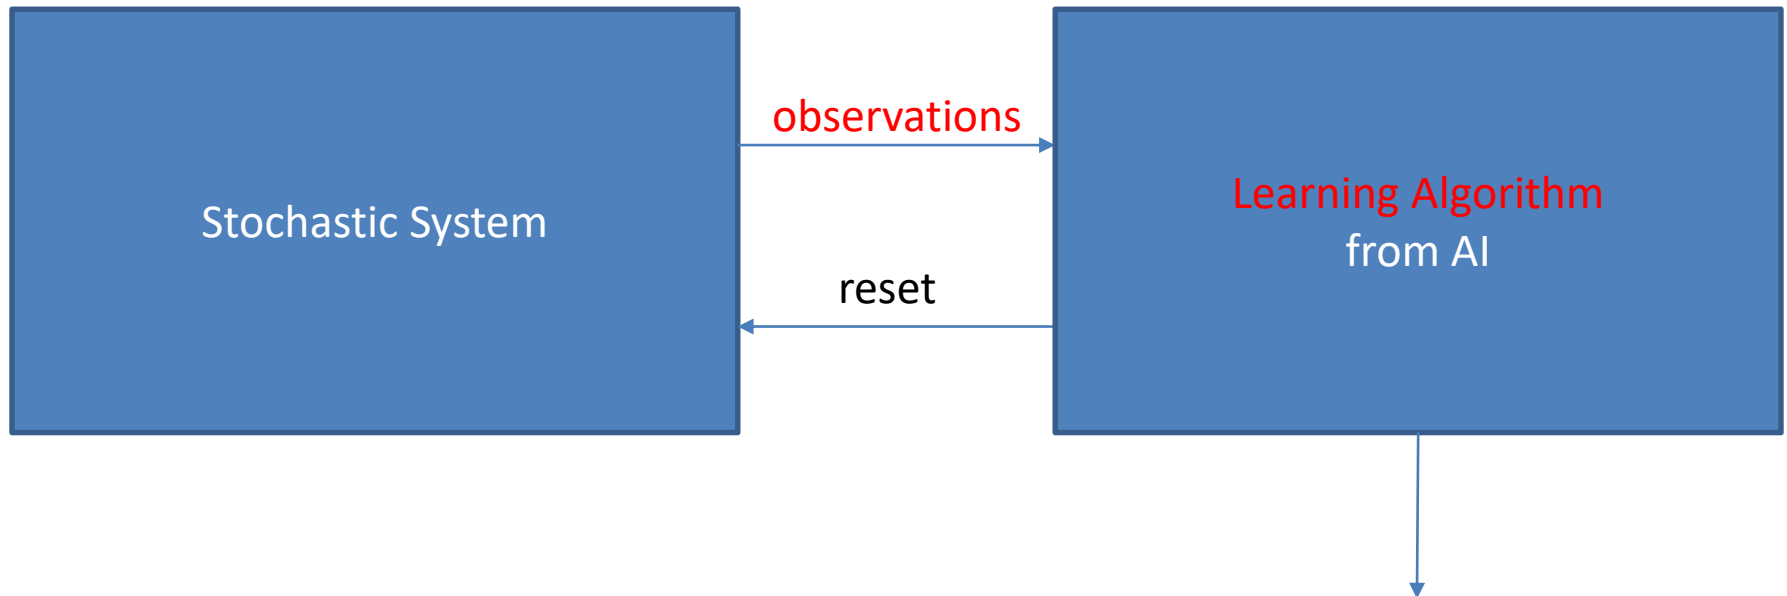 observations
Stochastic System
Learning Algorithm
from AI
reset